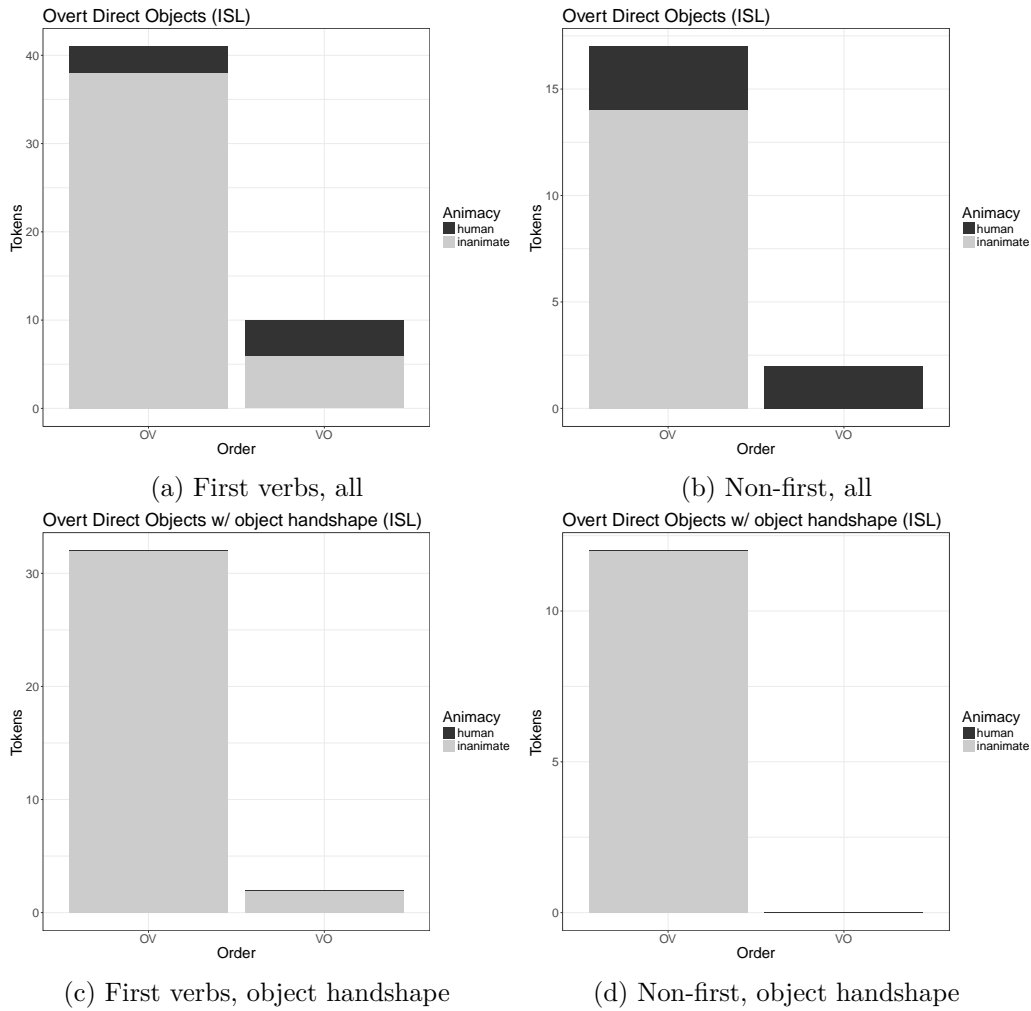 Overt Direct Objects (ISL)
40
30
20
10
0
Tokens
OV
VO
Order
Animacy
human
inanimate
(a) First verbs, all
Overt Direct Objects (ISL)
15
10
5
0
Tokens
OV
VO
Order
Animacy
human
inanimate
(b) Non-first, all
Overt Direct Objects w/ object handshape (ISL)
30
20
10
0
Tokens
OV
VO
Order
Animacy
human
inanimate
(c) First verbs, object handshape
Overt Direct Objects w/ object handshape (ISL)
10
5
0
Tokens
OV
VO
Order
Animacy
human
inanimate
(d) Non-first, object handshape